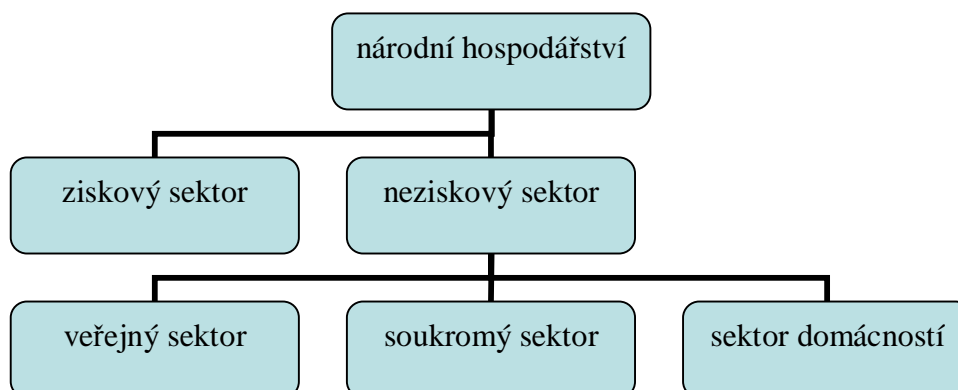 národní hospodářství
ziskový sektor
neziskový sektor
veřejný sektor
soukromý sektor
sektor domácností